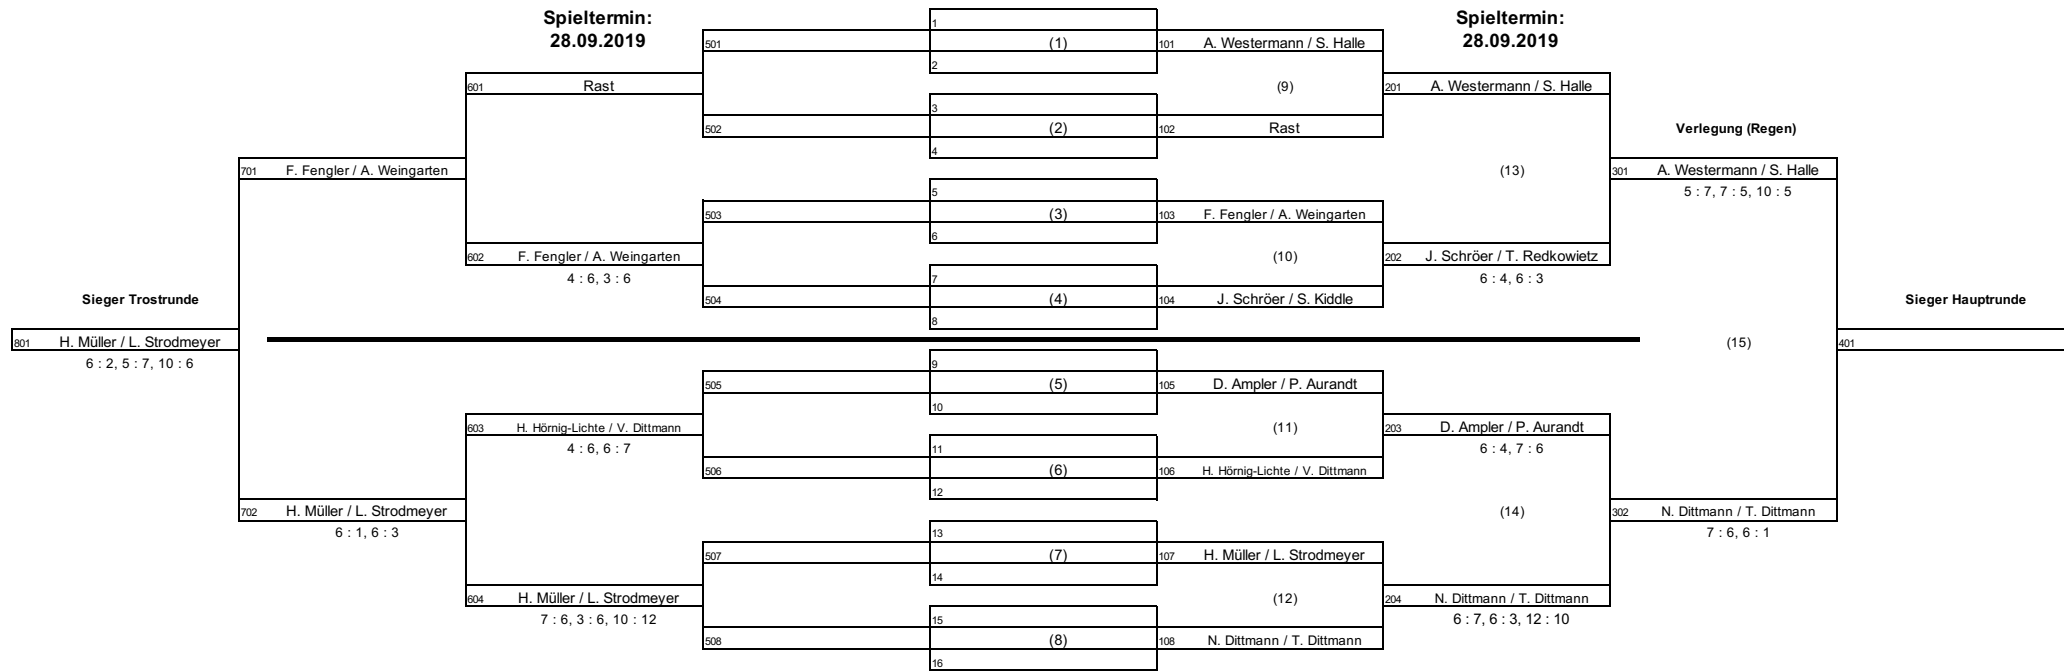 Spieltermin:
28.09.2019
Spieltermin:
28.09.2019
1
501
(1)
101 A. Westermann / S. Halle
2
601 Rast
(9)
201 A. Westermann / S. Halle
3
502
(2)
102 Rast
Verlegung (Regen)
4
701 F. Fengler / A. Weingarten
(13)
301 A. Westermann / S. Halle
5 : 7, 7 : 5, 10 : 5
5
503
(3)
103 F. Fengler / A. Weingarten
6
602 F. Fengler / A. Weingarten
4 : 6, 3 : 6
(10)
202 J. Schröer / T. Redkowietz
6 : 4, 6 : 3
7
504
(4)
104 J. Schröer / S. Kiddle
8
Sieger Trostrunde
Sieger Hauptrunde
801 H. Müller / L. Strodmeyer
6 : 2, 5 : 7, 10 : 6
(15)
401
9
505
(5)
105 D. Ampler / P. Aurandt
10
603 H. Hörnig-Lichte / V. Dittmann
4 : 6, 6 : 7
(11)
203 D. Ampler / P. Aurandt
6 : 4, 7 : 6
11
506
(6)
106 H. Hörnig-Lichte / V. Dittmann
12
702 H. Müller / L. Strodmeyer
6 : 1, 6 : 3
(14)
302 N. Dittmann / T. Dittmann
7 : 6, 6 : 1
13
507
(7)
107 H. Müller / L. Strodmeyer
14
604 H. Müller / L. Strodmeyer
7 : 6, 3 : 6, 10 : 12
(12)
204 N. Dittmann / T. Dittmann
6 : 7, 6 : 3, 12 : 10
15
508
(8)
108 N. Dittmann / T. Dittmann
16